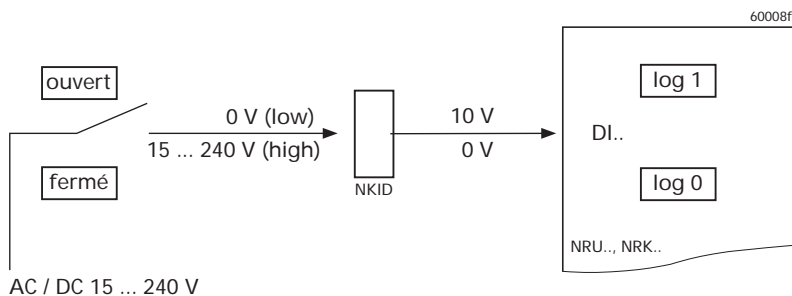 60008f
ouvert
log 1
0 V (low)
10 V
15 ... 240 V (high)
0 V
DI..
fermé
NKID
log 0
NRU.., NRK..
AC / DC 15 ... 240 V